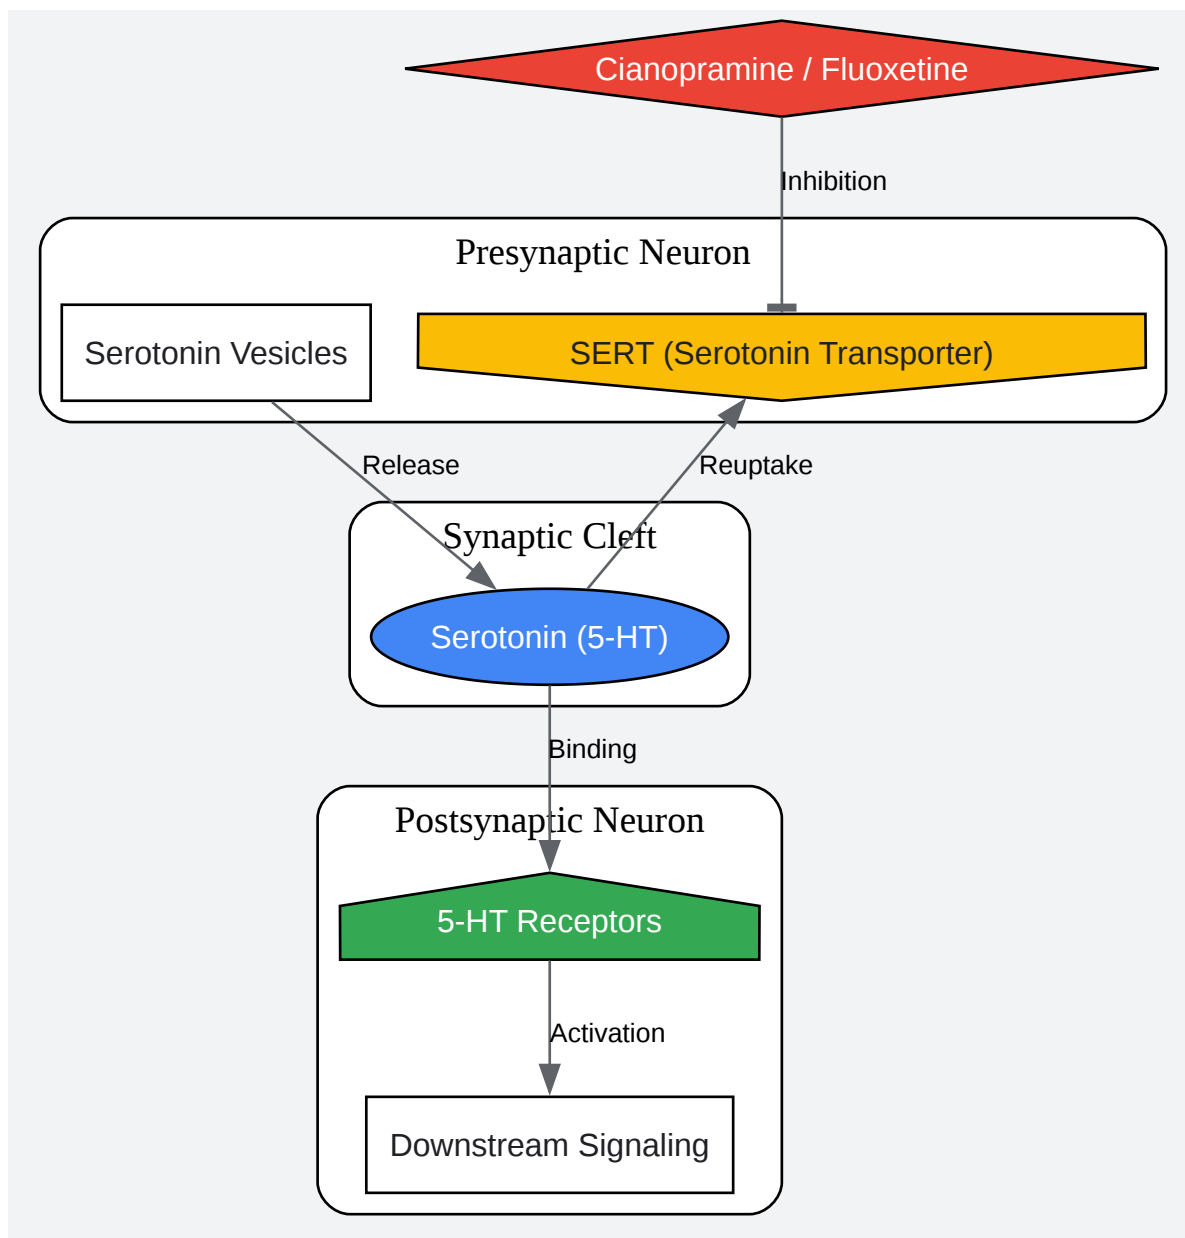 Cianopramine / Fluoxetine
Inhibition
Presynaptic Neuron
Serotonin Vesicles
SERT (Serotonin Transporter)
Release
Reuptake
Synaptic Cleft
Serotonin (5-HT)
Binding
Postsynaptic Neuron
5-HT Receptors
Activation
Downstream Signaling